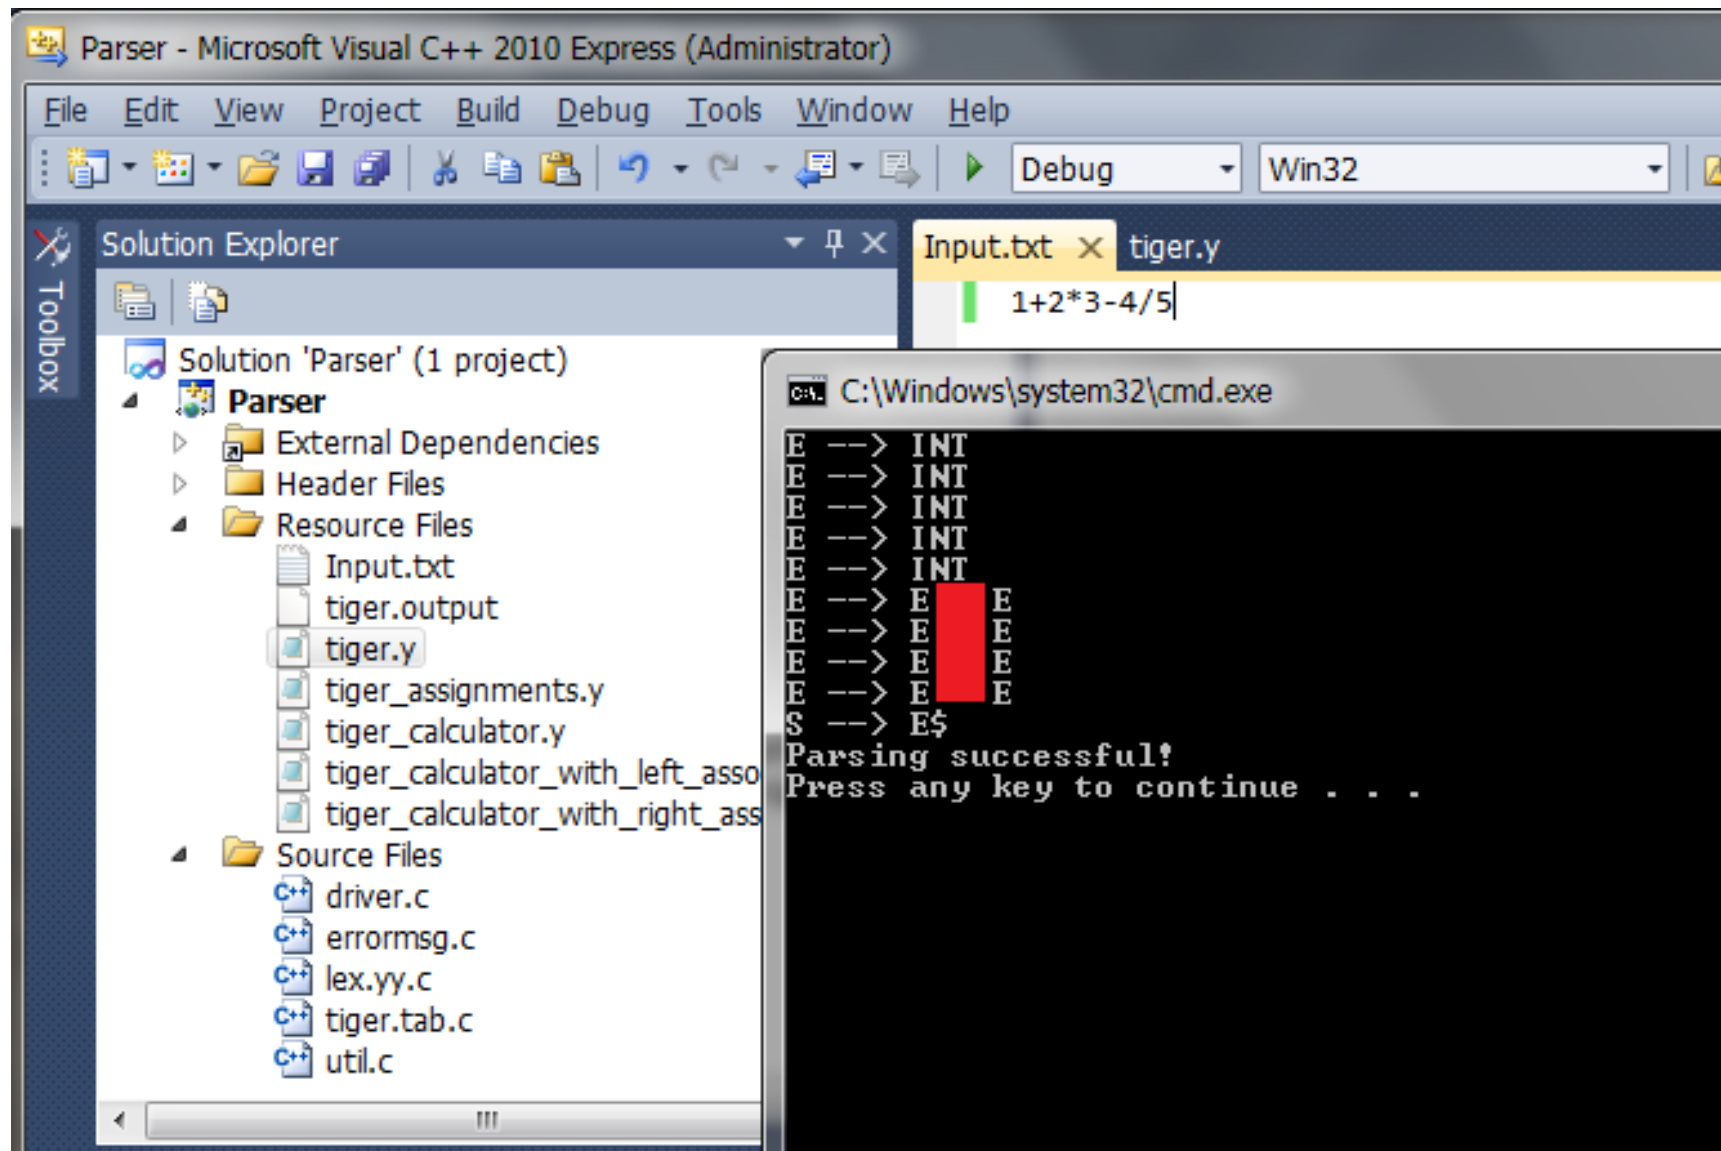 Parser - Microsoft Visual C++ 2010 Express (Administrator)
File Edit View Project Build Debug Tools Window Help
Debug Win32
Toolbox
Solution Explorer
Input.txt tiger.y
1+2*3-4/5
Solution 'Parser' (1 project)
Parser
External Dependencies
Header Files
Resource Files
Input.txt
tiger.output
tiger.y
tiger_assignments.y
tiger_calculator.y
tiger_calculator_with_left_asso
tiger_calculator_with_right_ass
Source Files
driver.c
errormsg.c
lex.yy.c
tiger.tab.c
util.c
C:\Windows\system32\cmd.exe
E --> INT
E --> INT
E --> INT
E --> INT
E --> INT
E --> E E
E --> E E
E --> E E
E --> E E
S --> E$
Parsing successful!
Press any key to continue . . .